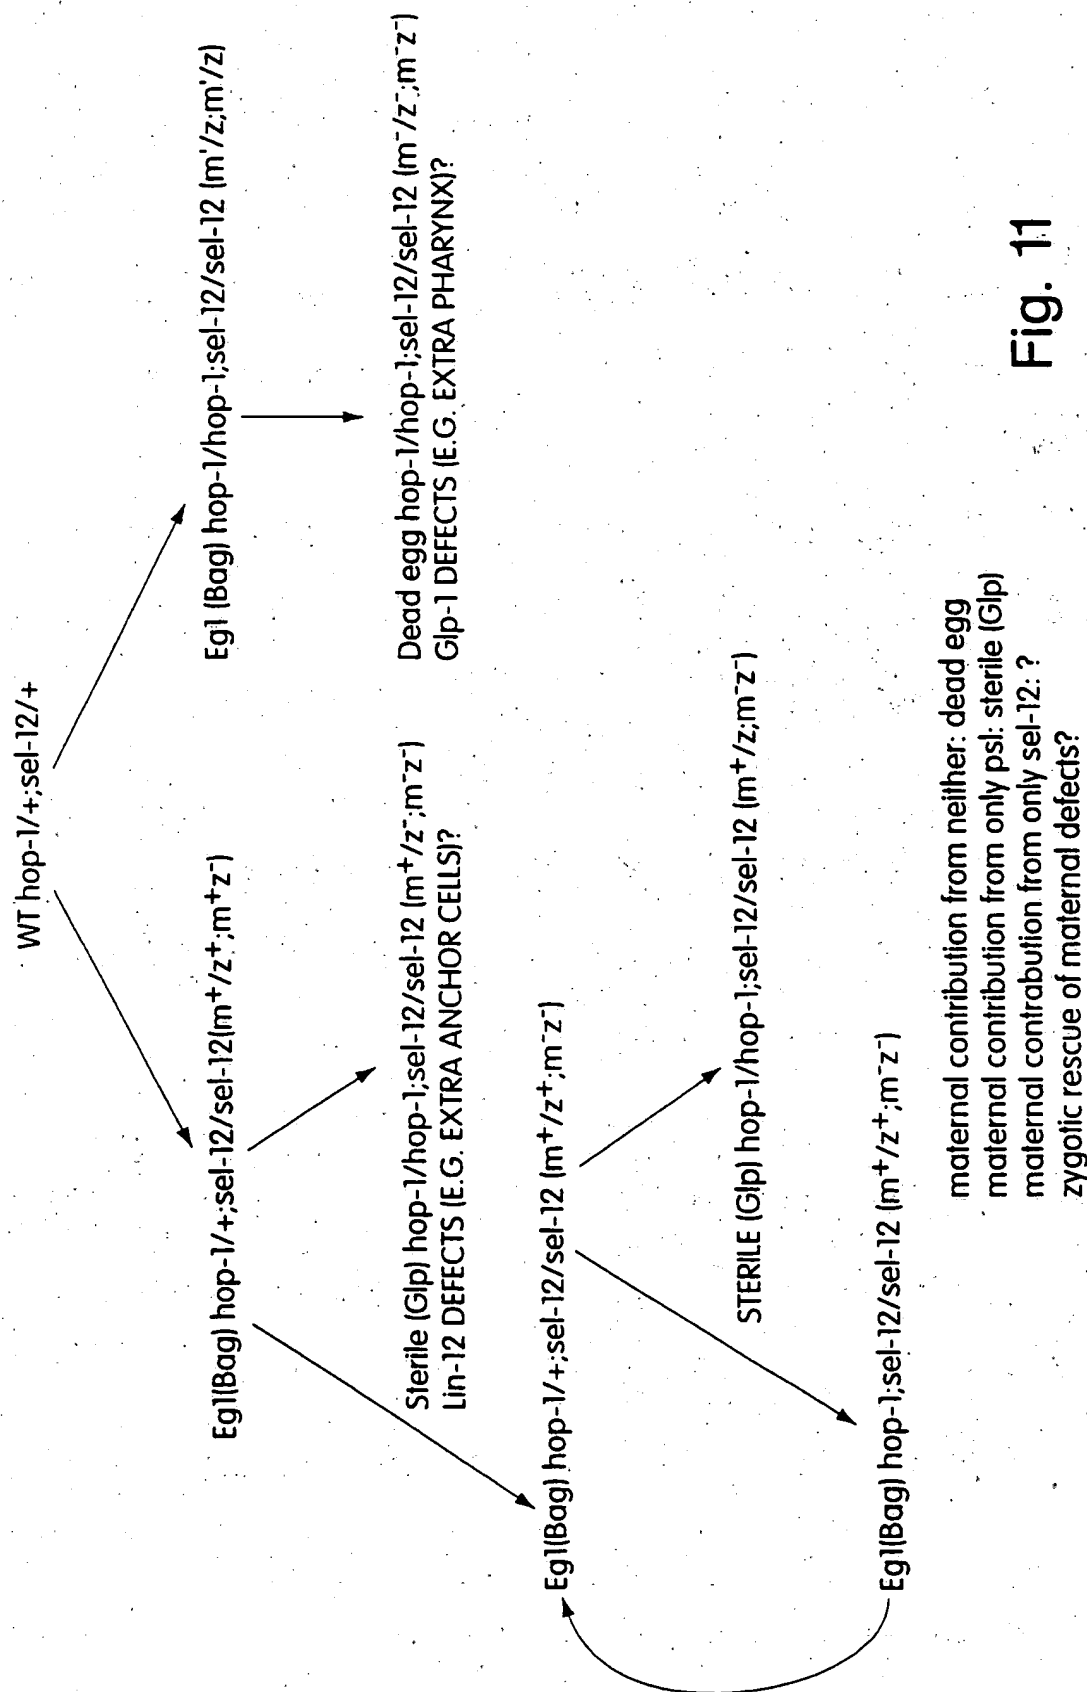 WT hop-1/+;sel-12/+
Egl(Bag) hop-1/+;sel-12/sel-12(m+/z+;m+z-)
Egl (Bag) hop-1/hop-1;sel-12/sel-12 (m'/z;m'/z)
Sterile (Glp) hop-1/hop-1;sel-12/sel-12 (m+/z-;m-z-)
Lin-12 DEFECTS (E.G. EXTRA ANCHOR CELLS)?
Dead egg hop-1/hop-1;sel-12/sel-12 (m-/z-;m-z-)
Glp-1 DEFECTS (E.G. EXTRA PHARYNX)?
Egl(Bag) hop-1/+;sel-12/sel-12 (m+/z+;m-z-)
STERILE (Glp) hop-1/hop-1;sel-12/sel-12 (m+/z;m-z-)
Egl(Bag) hop-1;sel-12/sel-12 (m+/z+;m-z-)
maternal contribution from neither: dead egg
maternal contribution from only psl: sterile (Glp)
maternal contrabution from only sel-12: ?
zygotic rescue of maternal defects?
Fig. 11